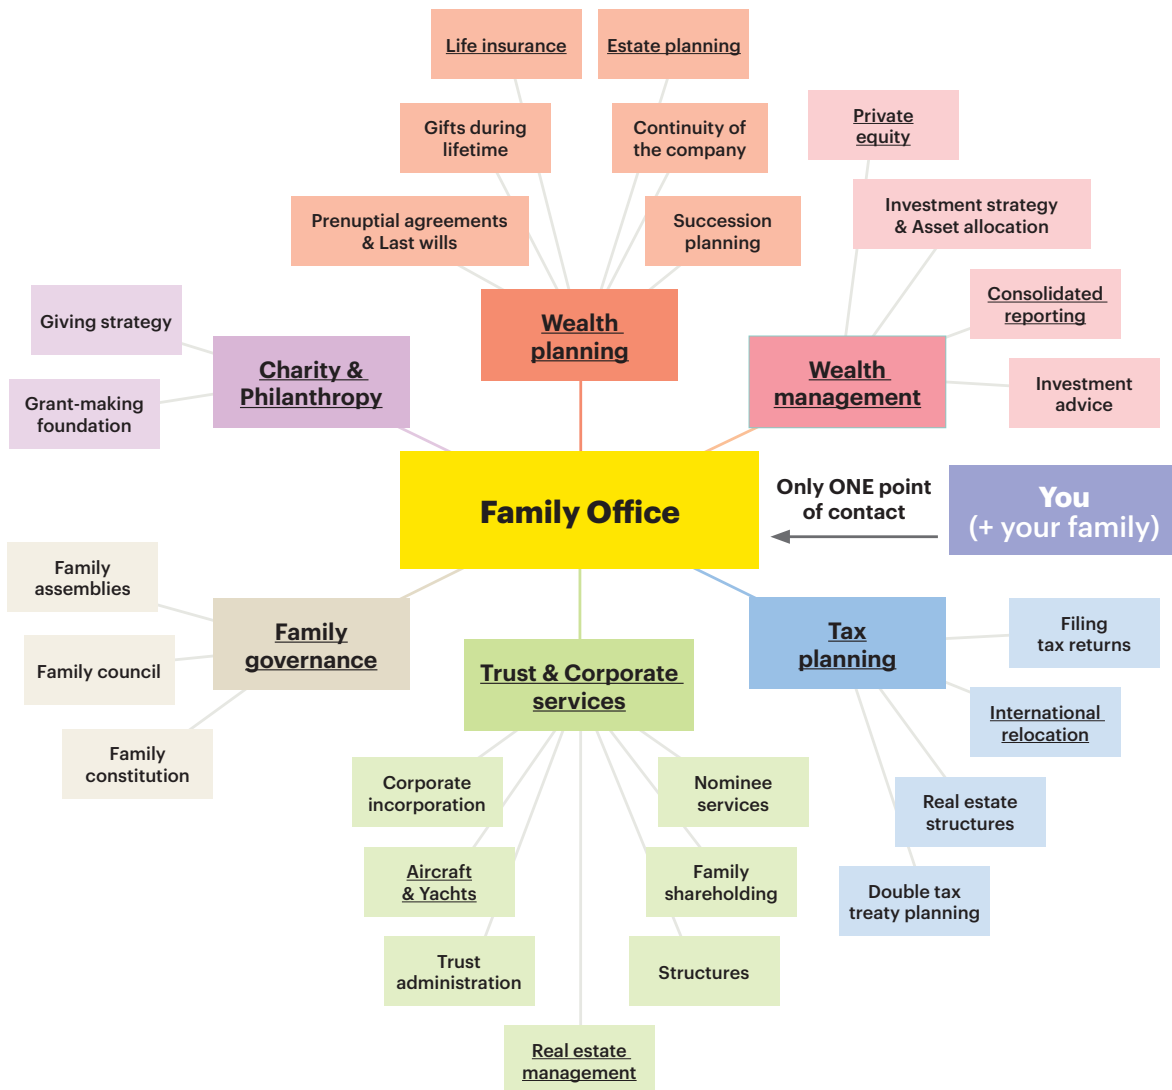 Life insurance
Estate planning
Gifts during
lifetime
Continuity of
the company
Private
equity
Prenuptial agreements
& Last wills
Succession
planning
Investment strategy
& Asset allocation
Giving strategy
Wealth
planning
Consolidated
reporting
Charity &
Philanthropy
Wealth
management
Grant-making
foundation
Investment
advice
Family Office
Only ONE point
of contact
You
(+ your family)
Family
assemblies
Family
governance
Tax
planning
Filing
tax returns
Family council
Trust & Corporate
services
International
relocation
Family
constitution
Corporate
incorporation
Nominee
services
Real estate
structures
Aircraft
& Yachts
Family
shareholding
Double tax
treaty planning
Trust
administration
Structures
Real estate
management